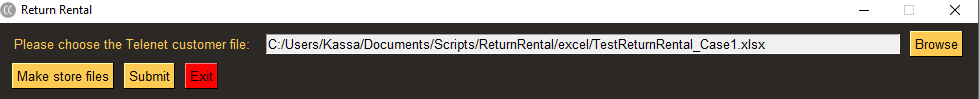 Return Rental
Please choose the Telenet customer file: C:/Users/Kassa/Documents/Scripts/ReturnRental/excel/TestReturnRental_Case1.xlsx Browse
Make store files Submit Exit